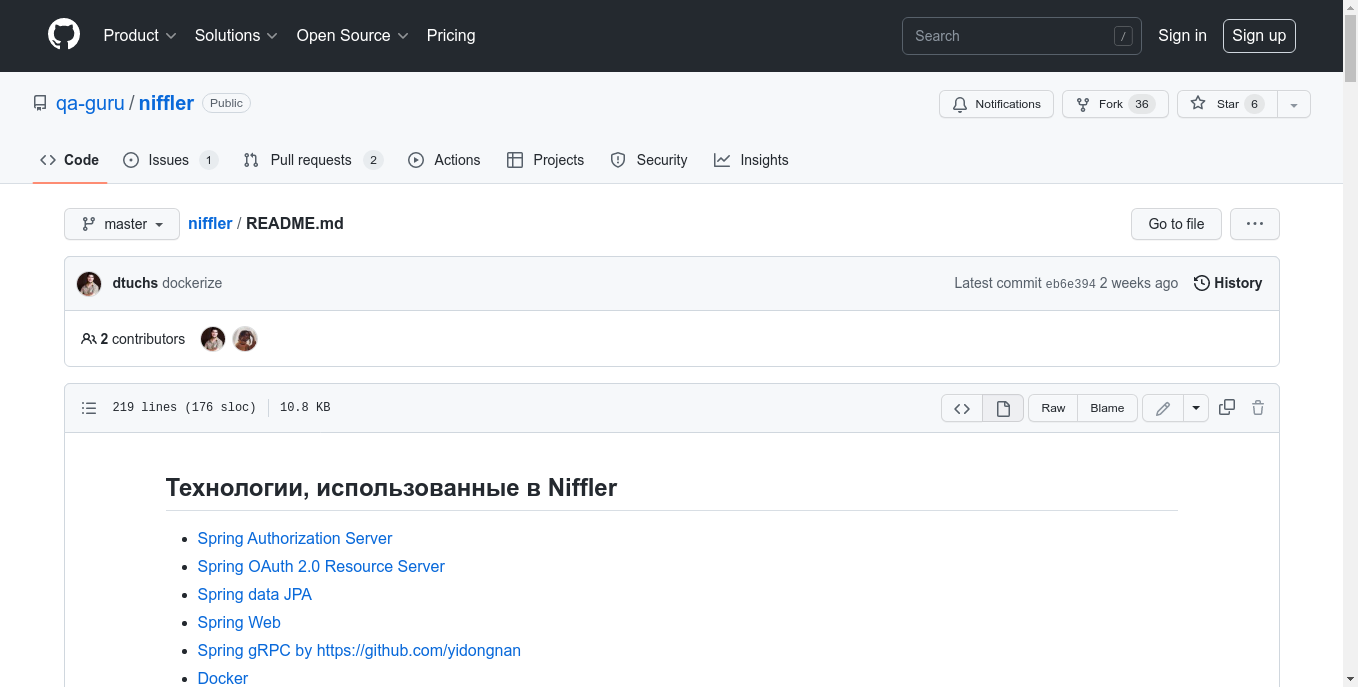 Product Solutions Open Source Pricing Search / Sign in Sign up
qa-guru / niffler Public Notifications Fork 36 Star 6
Code Issues 1 Pull requests 2 Actions Projects Security Insights
master niffler / README.md Go to file
dtuchs dockerize Latest commit eb6e394 2 weeks ago History
2 contributors
219 lines (176 sloc) 10.8 KB Raw Blame
Технологии, использованные в Niffler
Spring Authorization Server
Spring OAuth 2.0 Resource Server
Spring data JPA
Spring Web
Spring gRPC by https://github.com/yidongnan
Docker